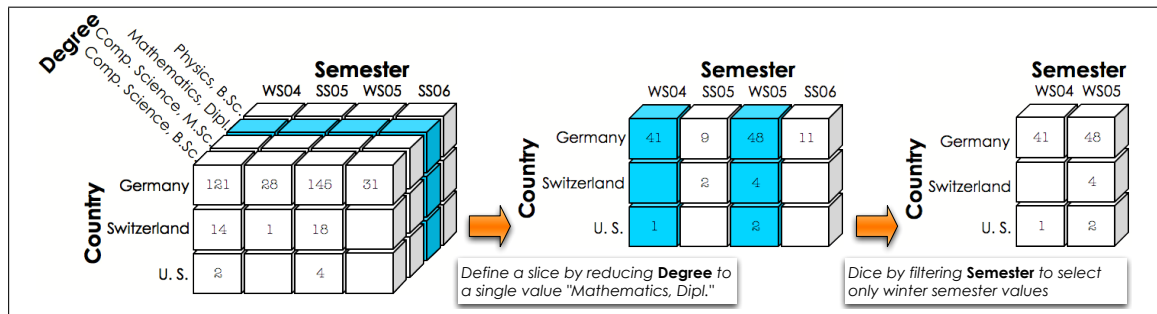 Degree
Physics, B.Sc.
Mathematics, Dipl.
Comp. Science, M.Sc.
Comp. Science, B.Sc.
Semester
WS04 SS05 WS05 SS06
Country
Germany 121 28 145 31
Switzerland 14 1 18
U. S. 2 4
Semester
WS04 SS05 WS05 SS06
Country
Germany 41 9 48 11
Switzerland 2 4
U. S. 1 2
Define a slice by reducing Degree to
a single value "Mathematics, Dipl."
Semester
WS04 WS05
Country
Germany 41 48
Switzerland 4
U. S. 1 2
Dice by filtering Semester to select
only winter semester values